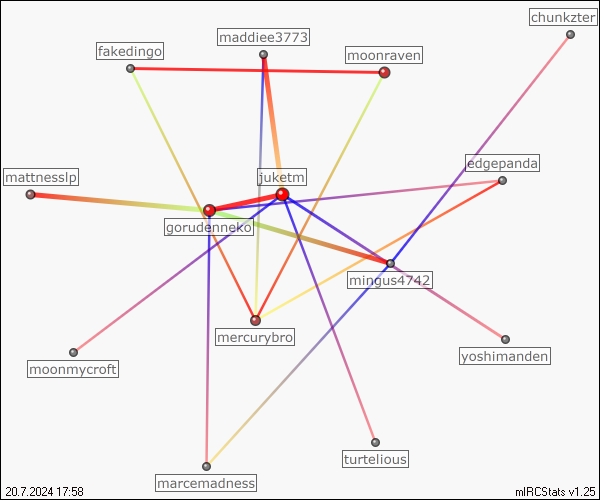 chunkzter
maddiee3773
fakedingo
moonraven
edgepanda
mattnesslp
juketm
gorudenneko
mingus4742
mercurybro
yoshimanden
moonmycroft
turtelious
marcemadness
20.7.2024 17:58
mIRCStats v1.25